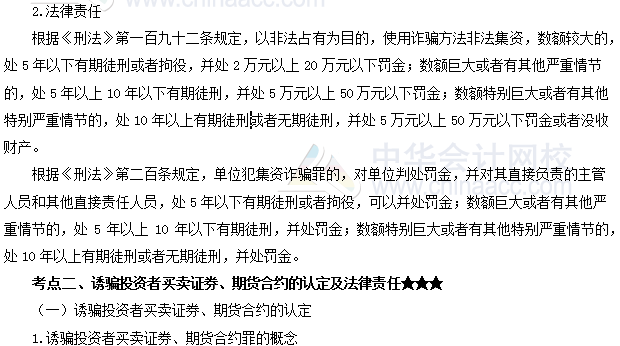 2.法律责任
根据《刑法》第一百九十二条规定，以非法占有为目的，使用诈骗方法非法集资，数额较大的，
处 5 年以下有期徒刑或者拘役，并处 2 万元以上 20 万元以下罚金；数额巨大或者有其他严重情节
的，处 5 年以上 10 年以下有期徒刑，并处 5 万元以上 50 万元以下罚金；数额特别巨大或者有其他
特别严重情节的，处 10 年以上有期徒刑或者无期徒刑，并处 5 万元以上 50 万元以下罚金或者没收
财产。
根据《刑法》第二百条规定，单位犯集资诈骗罪的，对单位判处罚金，并对其直接负责的主管
人员和其他直接责任人员，处 5 年以下有期徒刑或者拘役，可以并处罚金；数额巨大或者有其他严
重情节的，处 5 年以上 10 年以下有期徒刑，并处罚金；数额特别巨大或者有其他特别严重情节的，
处 10 年以上有期徒刑或者无期徒刑，并处罚金。
考点二、诱骗投资者买卖证券、期货合约的认定及法律责任★★★
（一）诱骗投资者买卖证券、期货合约的认定
1.诱骗投资者买卖证券、期货合约罪的概念
www.chinaacc.com
中华会计网校
www.chinaacc.com